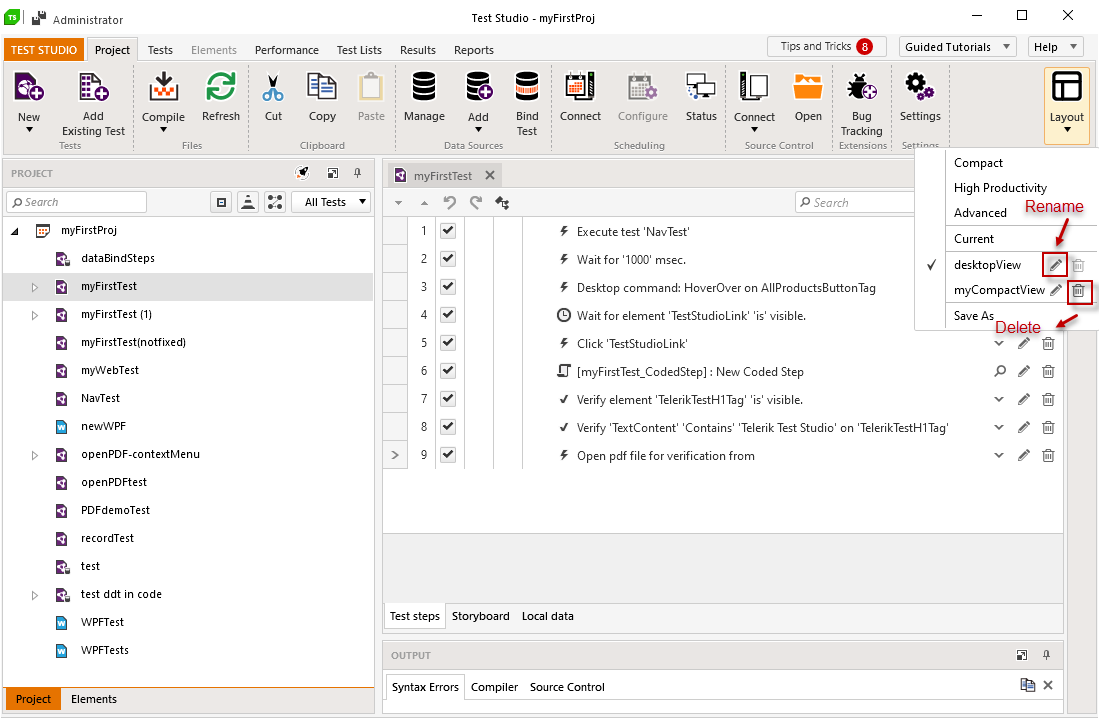 TS Administrator
Test Studio - myFirstProj
TEST STUDIO Project Tests Elements Performance Test Lists Results Reports
Tips and Tricks 8 Guided Tutorials Help
New
Add Existing Test
Tests
Compile
Refresh
Files
Cut
Copy
Paste
Clipboard
Manage
Add
Bind Test
Data Sources
Connect
Configure
Status
Scheduling
Connect
Open
Source Control
Bug Tracking
Extensions
Settings
Settings
Layout
Compact
High Productivity
Advanced
Rename
Current
desktopView
myCompactView
Save As
Delete
PROJECT
Search
All Tests
myFirstProj
dataBindSteps
myFirstTest
myFirstTest (1)
myFirstTest(notfixed)
myWebTest
NavTest
newWPF
openPDF-contextMenu
openPDFtest
PDFdemoTest
recordTest
test
test ddt in code
WPFTest
WPFTests
Project Elements
myFirstTest
Search
1 Execute test 'NavTest'
2 Wait for '1000' msec.
3 Desktop command: HoverOver on AllProductsButtonTag
4 Wait for element 'TestStudioLink' 'is' visible.
5 Click 'TestStudioLink'
6 [myFirstTest_CodedStep] : New Coded Step
7 Verify element 'TelerikTestH1Tag' 'is' visible.
8 Verify 'TextContent' 'Contains' 'Telerik Test Studio' on 'TelerikTestH1Tag'
9 Open pdf file for verification from
Test steps Storyboard Local data
OUTPUT
Syntax Errors Compiler Source Control